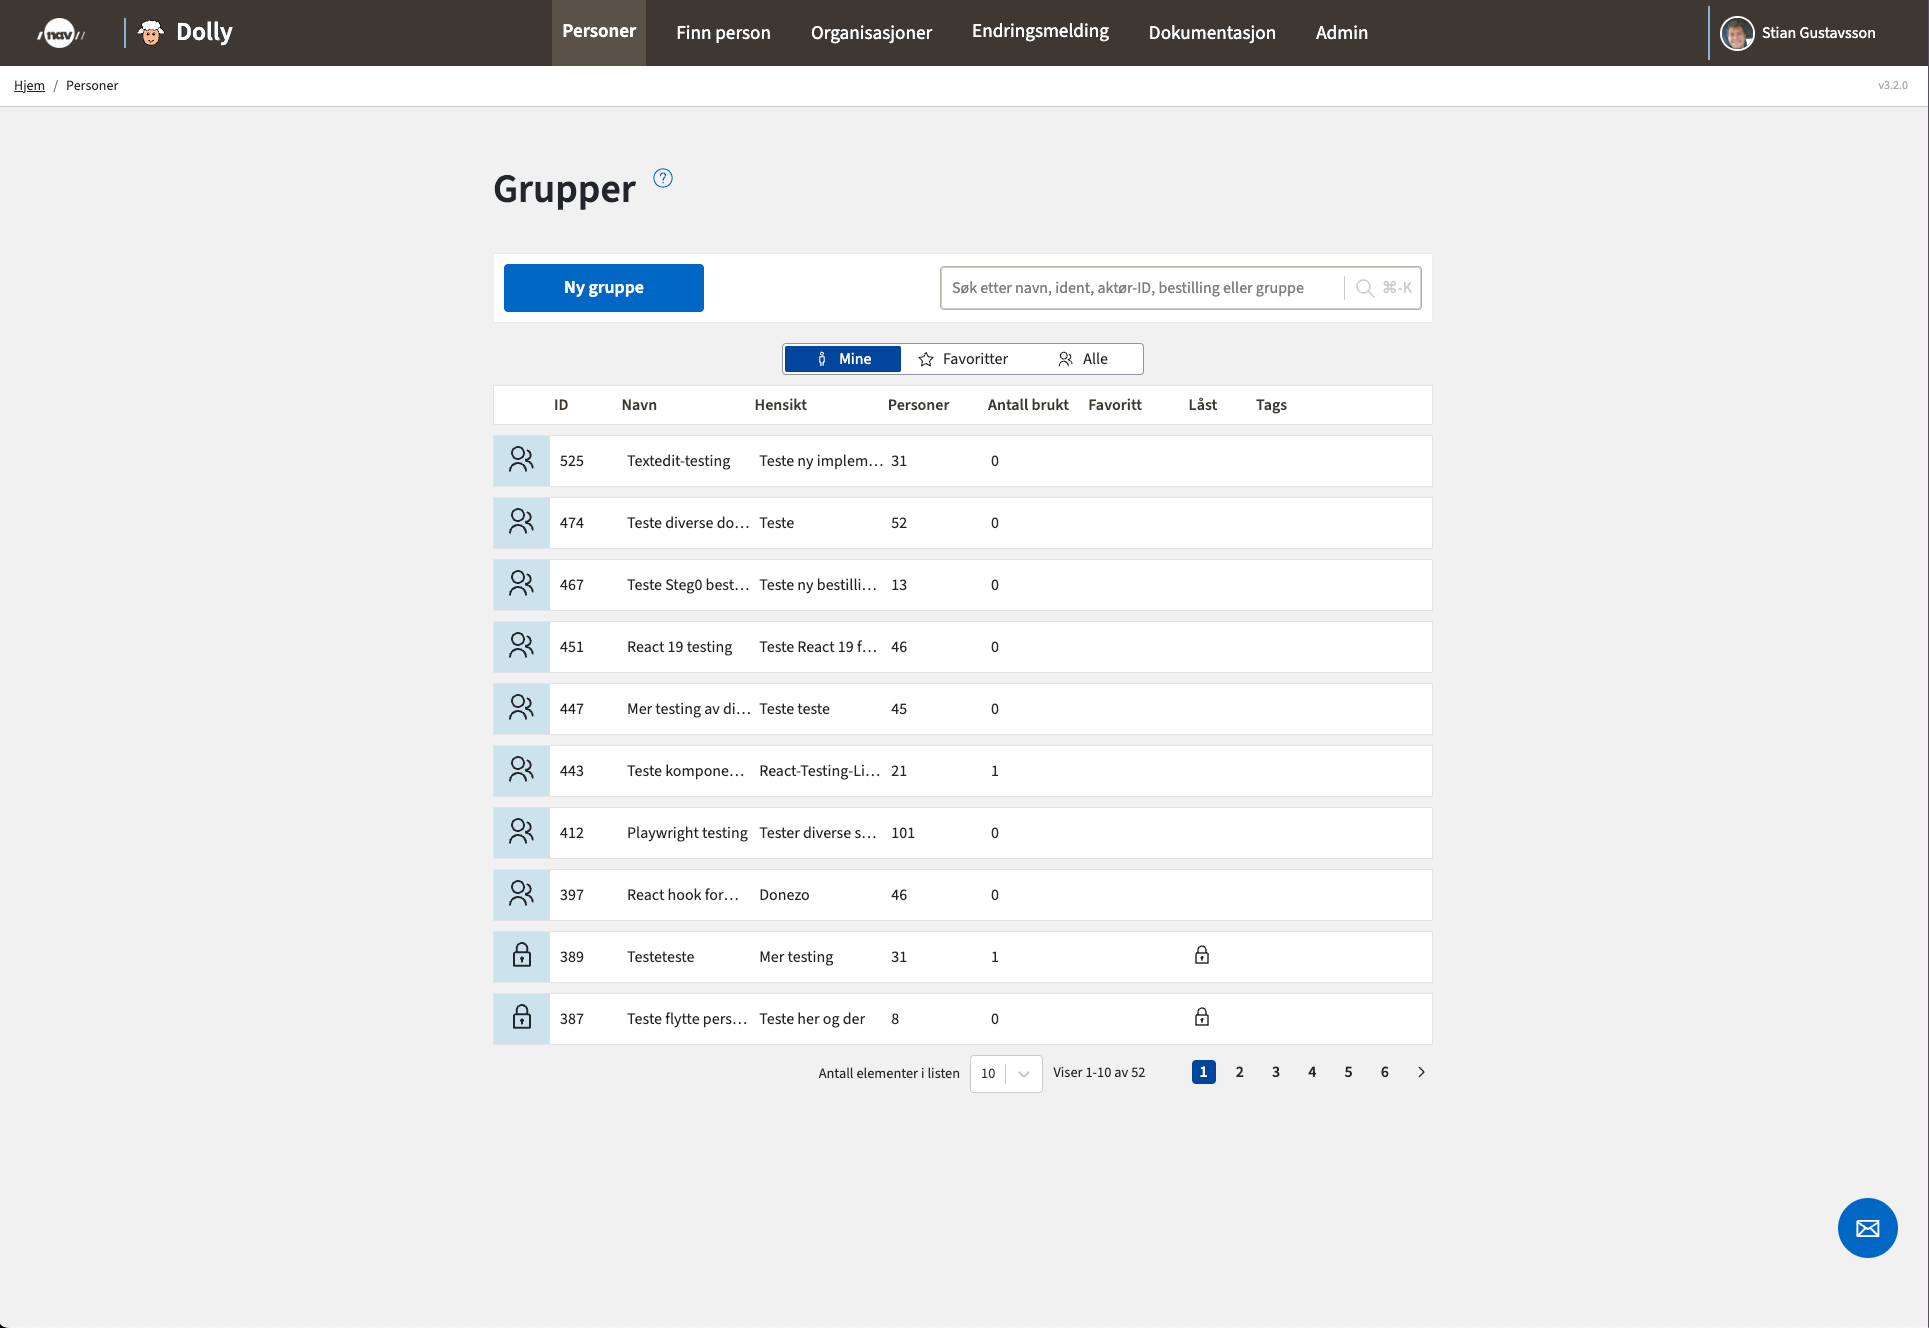 nav
Dolly
Personer
Finn person
Organisasjoner
Endringsmelding
Dokumentasjon
Admin
Stian Gustavsson
Hjem / Personer
v3.2.0
Grupper ?
Ny gruppe
Søk etter navn, ident, aktør-ID, bestilling eller gruppe
⌘-K
Mine
Favoritter
Alle
ID Navn Hensikt Personer Antall brukt Favoritt Låst Tags
525 Textedit-testing Teste ny implem... 31 0
474 Teste diverse do... Teste 52 0
467 Teste Steg0 best... Teste ny bestilli... 13 0
451 React 19 testing Teste React 19 f... 46 0
447 Mer testing av di... Teste teste 45 0
443 Teste kompone... React-Testing-Li... 21 1
412 Playwright testing Tester diverse s... 101 0
397 React hook for... Donezo 46 0
389 Testeteste Mer testing 31 1
387 Teste flytte pers... Teste her og der 8 0
Antall elementer i listen 10 Viser 1-10 av 52 1 2 3 4 5 6